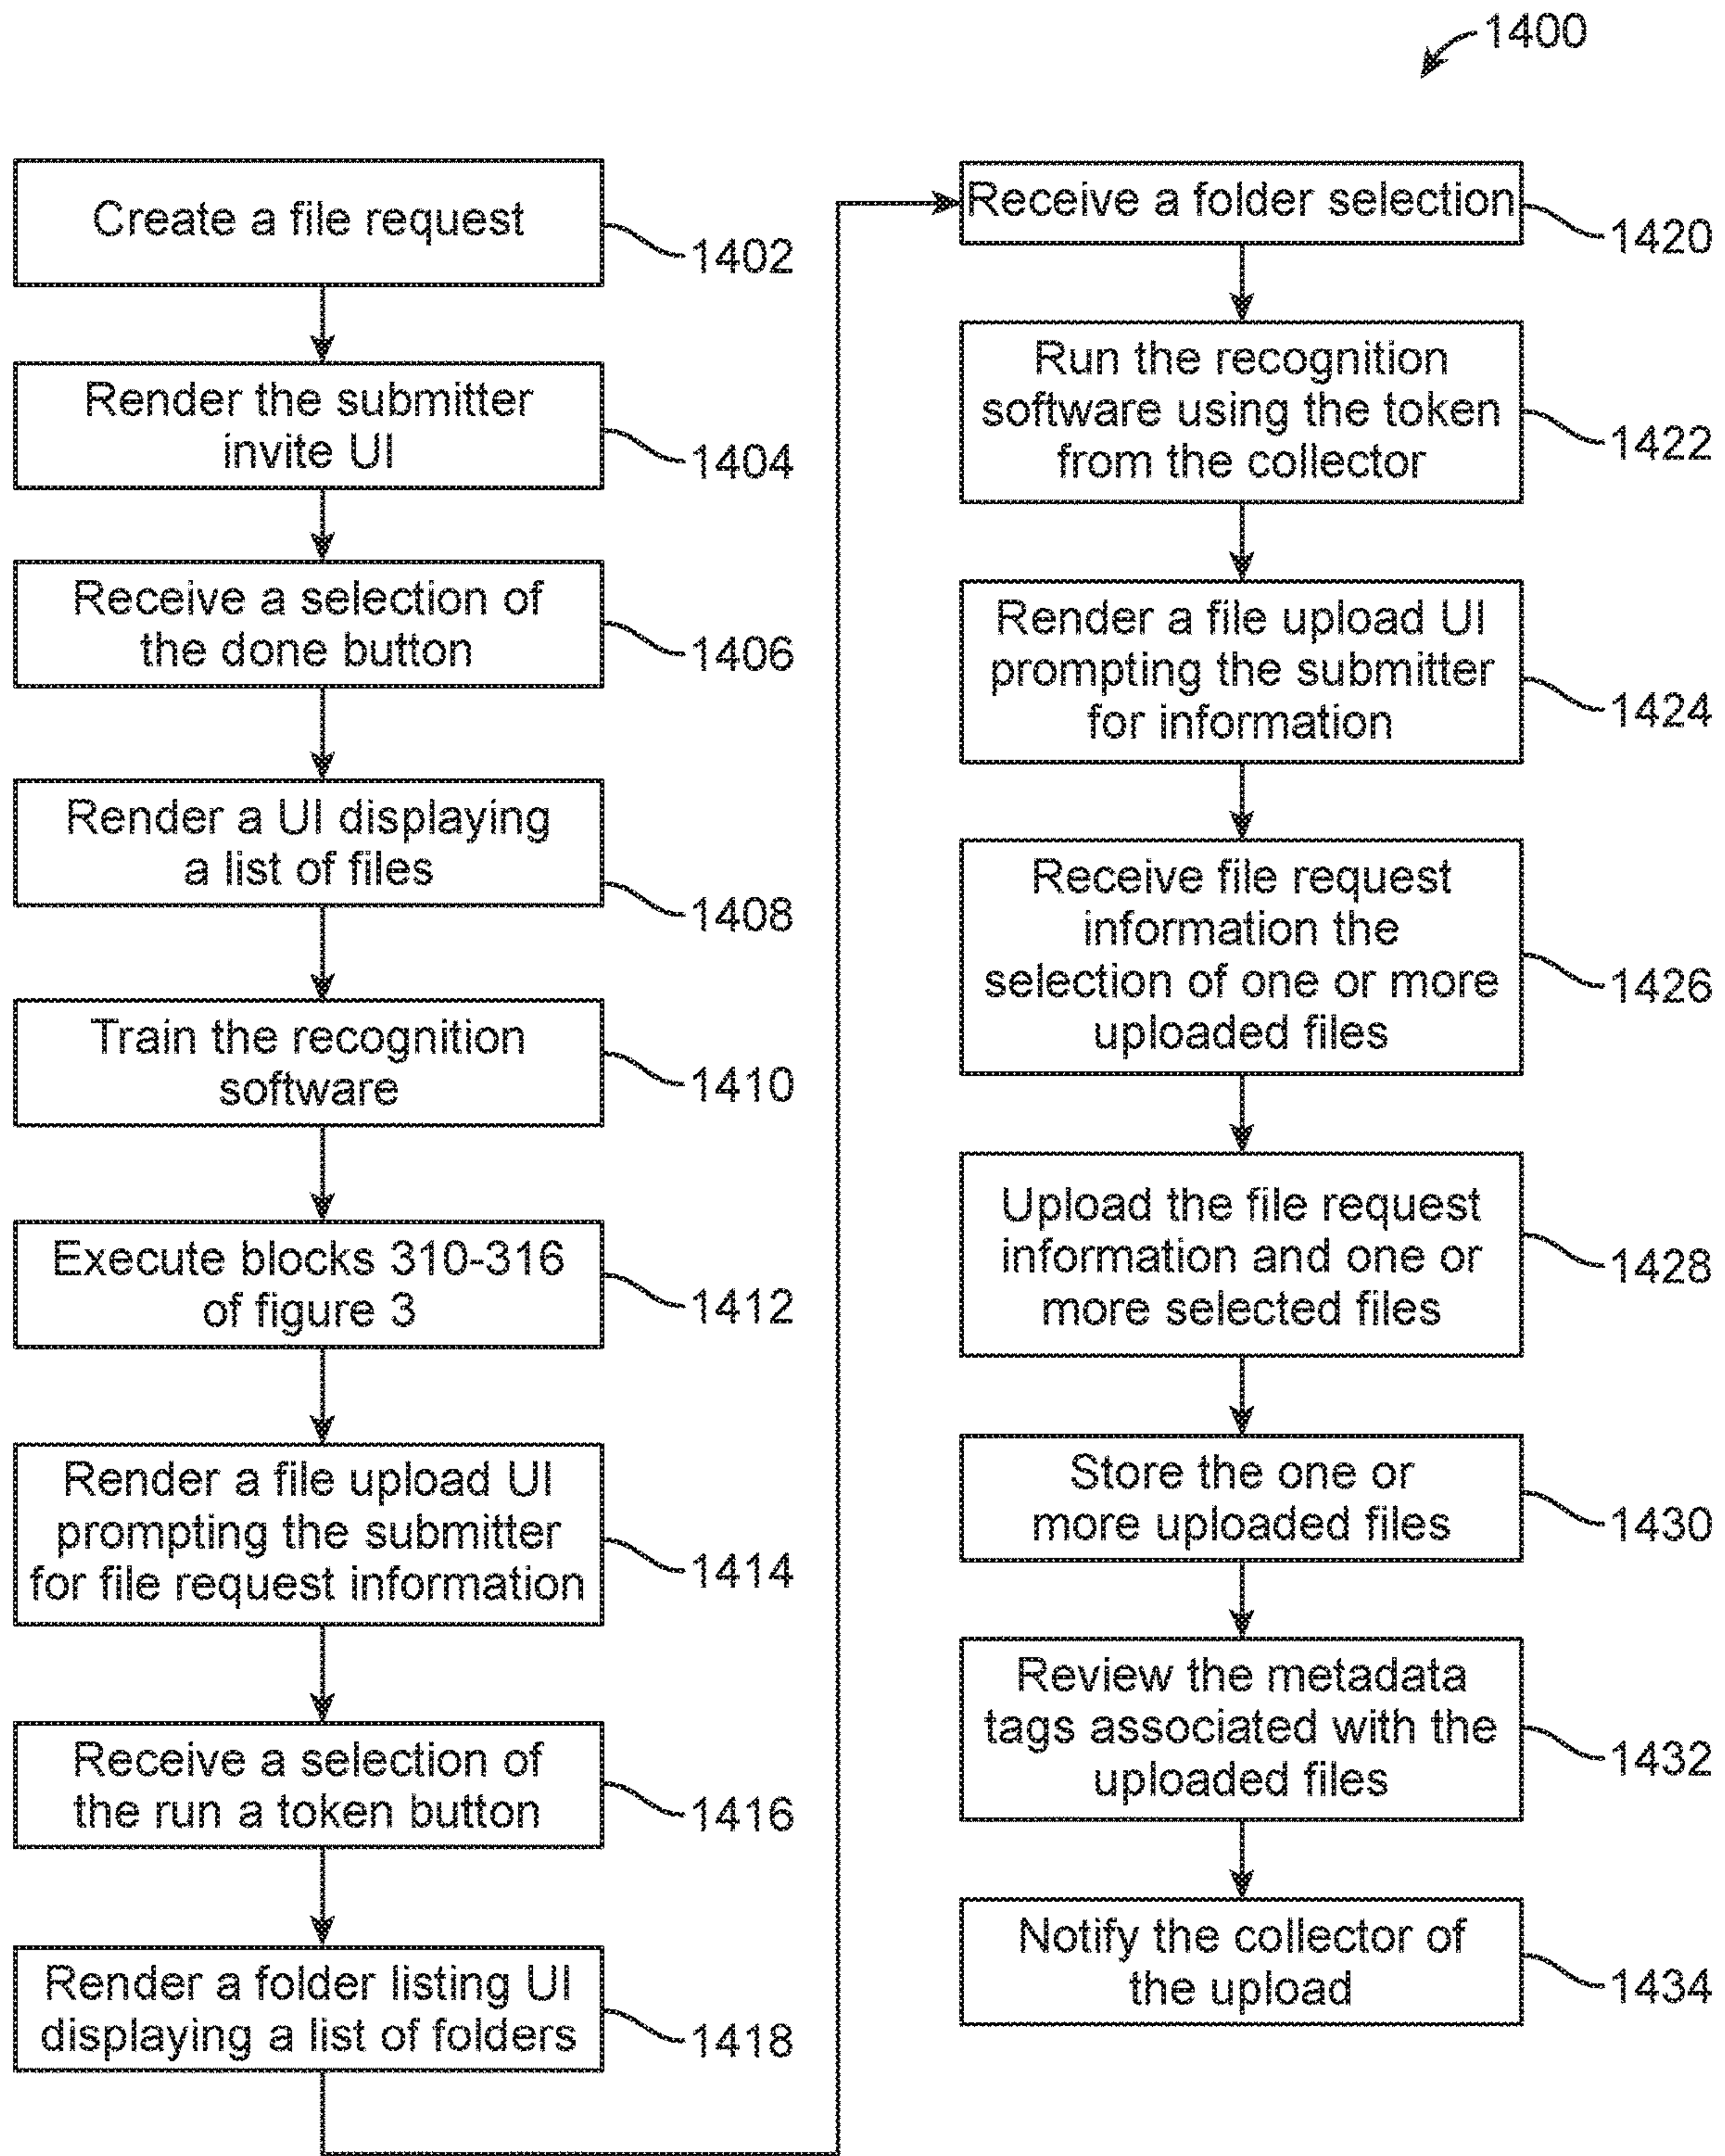 1400
Create a file request
1402
Render the submitter
invite UI
1404
Receive a selection of
the done button
1406
Render a UI displaying
a list of files
1408
Train the recognition
software
1410
Execute blocks 310-316
of figure 3
1412
Render a file upload UI
prompting the submitter
for file request information
1414
Receive a selection of
the run a token button
1416
Render a folder listing UI
displaying a list of folders
1418
Receive a folder selection
1420
Run the recognition
software using the token
from the collector
1422
Render a file upload UI
prompting the submitter
for information
1424
Receive file request
information the
selection of one or more
uploaded files
1426
Upload the file request
information and one or
more selected files
1428
Store the one or
more uploaded files
1430
Review the metadata
tags associated with the
uploaded files
1432
Notify the collector of
the upload
1434